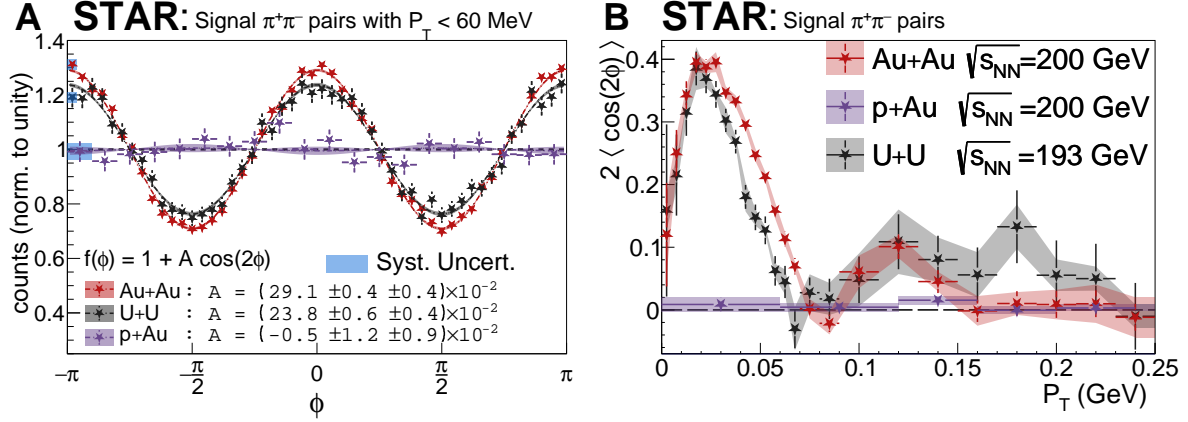 A STAR: Signal π⁺π⁻ pairs with P_T < 60 MeV
counts (norm. to unity)
1.4
1.2
1
0.8
0.6
0.4
f(ϕ) = 1 + A cos(2ϕ)
Syst. Uncert.
Au+Au : A = (29.1 ±0.4 ±0.4)×10⁻²
U+U : A = (23.8 ±0.6 ±0.4)×10⁻²
p+Au : A = (-0.5 ±1.2 ±0.9)×10⁻²
-π
-π/2
0
π/2
π
ϕ
B STAR: Signal π⁺π⁻ pairs
2 ⟨ cos(2ϕ) ⟩
0.4
0.3
0.2
0.1
0
Au+Au √s_NN =200 GeV
p+Au √s_NN =200 GeV
U+U √s_NN =193 GeV
0
0.05
0.1
0.15
0.2
0.25
P_T (GeV)